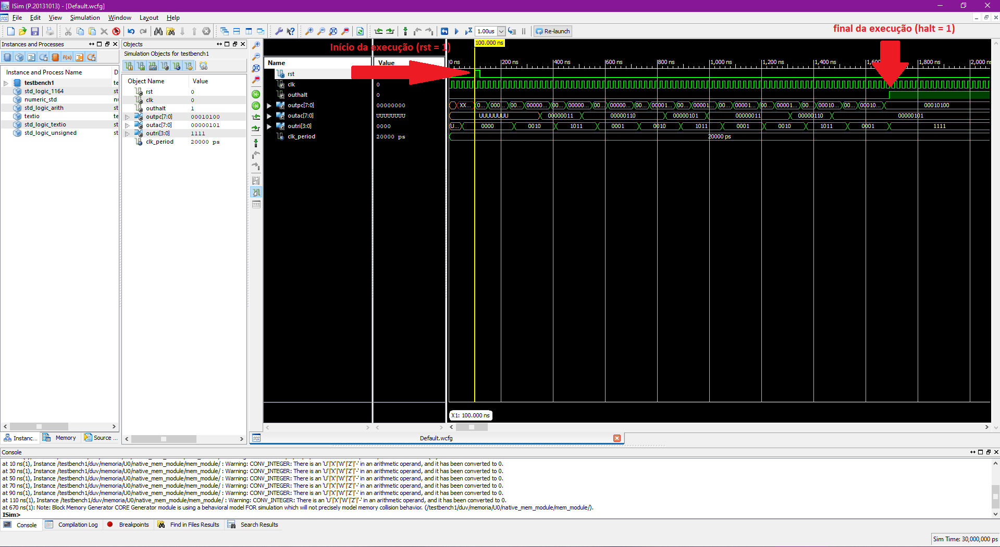 ISim (P.20131013) - [Default.wcfg]
File Edit View Simulation Window Layout Help
1.00us Re-launch
final da execução (halt = 1)
Instances and Processes
Instance and Process Name D
testbench1 te
std_logic_1164 st
numeric_std nu
std_logic_arith st
textio te
std_logic_textio st
std_logic_unsigned st
Instanc... Memory Source ...
Objects
Simulation Objects for testbench1
Object Name Value
rst 0
clk 0
outhalt 1
outpc[7:0] 00010100
outac[7:0] 00000101
outri[3:0] 1111
clk_period 20000 ps
Início da execução (rst = 1)
100.000 ns
Name Value
0 ns 200 ns 400 ns 600 ns 800 ns 1,000 ns 1,200 ns 1,400 ns 1,800 ns 2,000 ns
rst
clk 0
outhalt 0
outpc[7:0] 00000000 XX... 0... 000... 00... 00000... 00... 00000... 00... 00000... 00... 00001... 00... 00001... 00... 00001... 00... 00001... 00... 00010... 00... 00010... 00010100
outac[7:0] UUUUUUUU UUUUUUUU 00000011 00000110 00000101 00000011 00000110 00000101
outri[3:0] 0000 U... 0000 0010 1011 0001 0010 1011 0001 0010 1011 0001 1111
clk_period 20000 ps 20000 ps
X1: 100.000 ns
Default.wcfg
Console
at 10 ns(1), Instance /testbench1/duv/memoria/U0/native_mem_module/mem_module/ : Warning: CONV_INTEGER: There is an 'U'|'X'|'W'|'Z'|'-' in an arithmetic operand, and it has been converted to 0.
at 30 ns(1), Instance /testbench1/duv/memoria/U0/native_mem_module/mem_module/ : Warning: CONV_INTEGER: There is an 'U'|'X'|'W'|'Z'|'-' in an arithmetic operand, and it has been converted to 0.
at 50 ns(1), Instance /testbench1/duv/memoria/U0/native_mem_module/mem_module/ : Warning: CONV_INTEGER: There is an 'U'|'X'|'W'|'Z'|'-' in an arithmetic operand, and it has been converted to 0.
at 70 ns(1), Instance /testbench1/duv/memoria/U0/native_mem_module/mem_module/ : Warning: CONV_INTEGER: There is an 'U'|'X'|'W'|'Z'|'-' in an arithmetic operand, and it has been converted to 0.
at 90 ns(1), Instance /testbench1/duv/memoria/U0/native_mem_module/mem_module/ : Warning: CONV_INTEGER: There is an 'U'|'X'|'W'|'Z'|'-' in an arithmetic operand, and it has been converted to 0.
at 110 ns(1), Instance /testbench1/duv/memoria/U0/native_mem_module/mem_module/ : Warning: CONV_INTEGER: There is an 'U'|'X'|'W'|'Z'|'-' in an arithmetic operand, and it has been converted to 0.
at 670 ns(1): Note: Block Memory Generator CORE Generator module is using a behavioral model FOR simulation which will not precisely model memory collision behavior. (/testbench1/duv/memoria/U0/native_mem_module/mem_module/).
ISim>
Console Compilation Log Breakpoints Find in Files Results Search Results
Sim Time: 30,000,000 ps